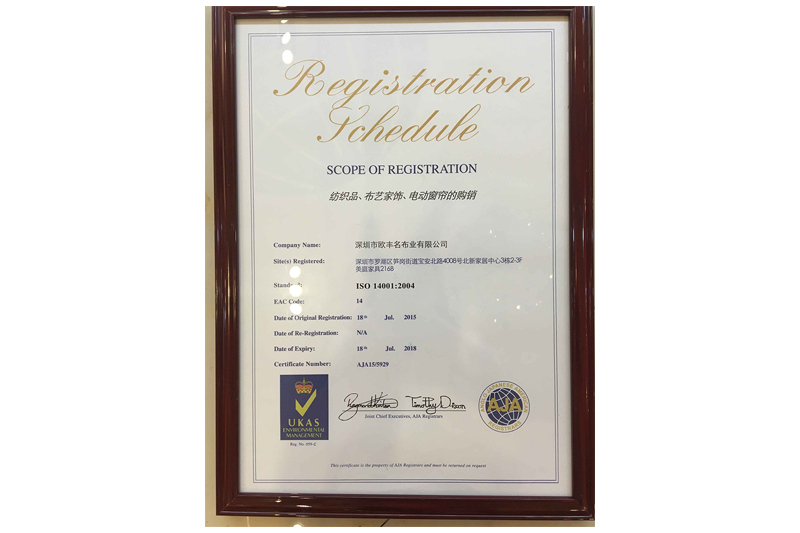 Registration
Schedule
SCOPE OF REGISTRATION
纺织品、布艺家饰、电动窗帘的购销
Company Name: 深圳市欧丰名布业有限公司
Site(s) Registered: 深圳市罗湖区笋岗街道宝安北路4008号北新家居中心3栋2-3F
美庭家具216B
Standard: ISO 14001:2004
EAC Code: 14
Date of Original Registration: 18th Jul. 2015
Date of Re-Registration: N/A
Date of Expiry: 18th Jul. 2018
Certificate Number: AJA15/5929
UKAS
ENVIRONMENTAL
MANAGEMENT
Timothy Dixon
Joint Chief Executives, AJA Registrars
AJA
REGISTRARS
This certificate is the property of AJA Registrars and must be returned on request